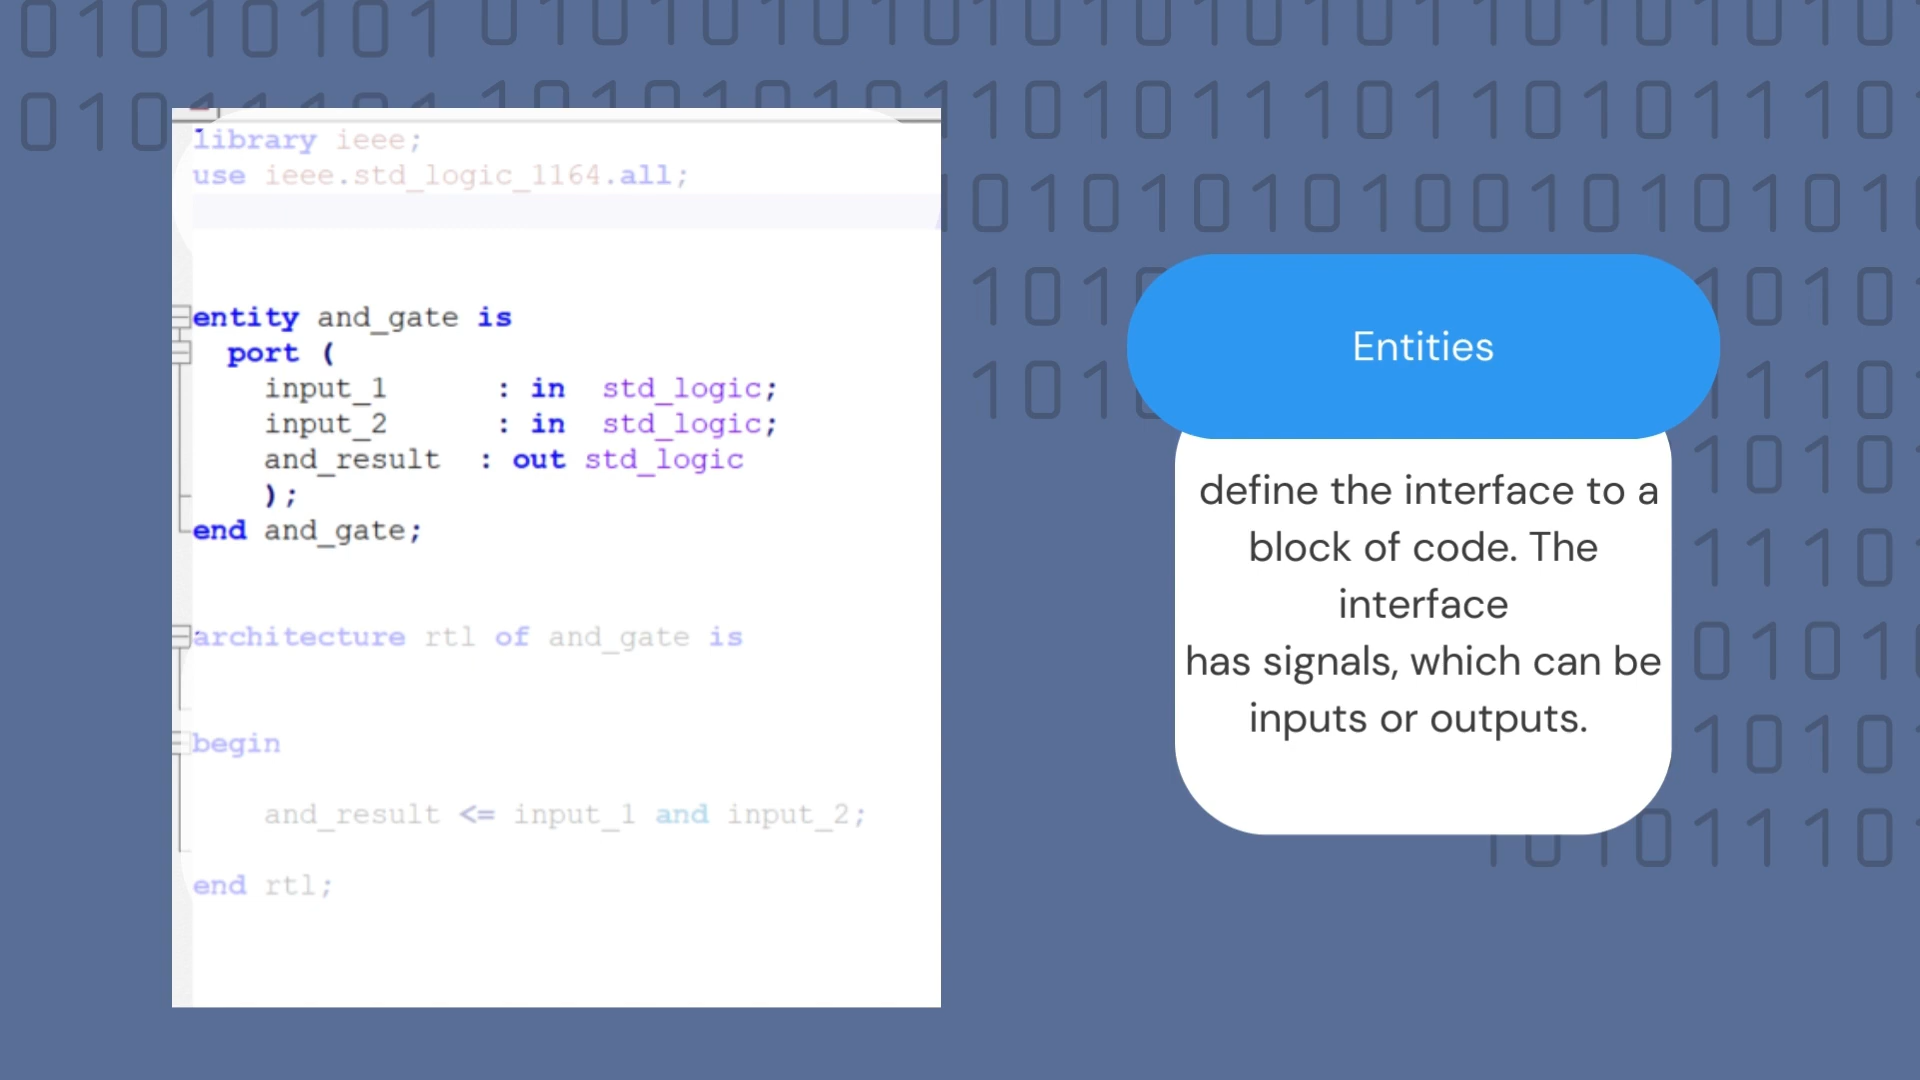 library ieee;
use ieee.std_logic_1164.all;
entity and_gate is
port (
input_1 : in std_logic;
input_2 : in std_logic;
and_result : out std_logic
);
end and_gate;
architecture rtl of and_gate is
begin
and_result <= input_1 and input_2;
end rtl;
Entities
define the interface to a
block of code. The
interface
has signals, which can be
inputs or outputs.